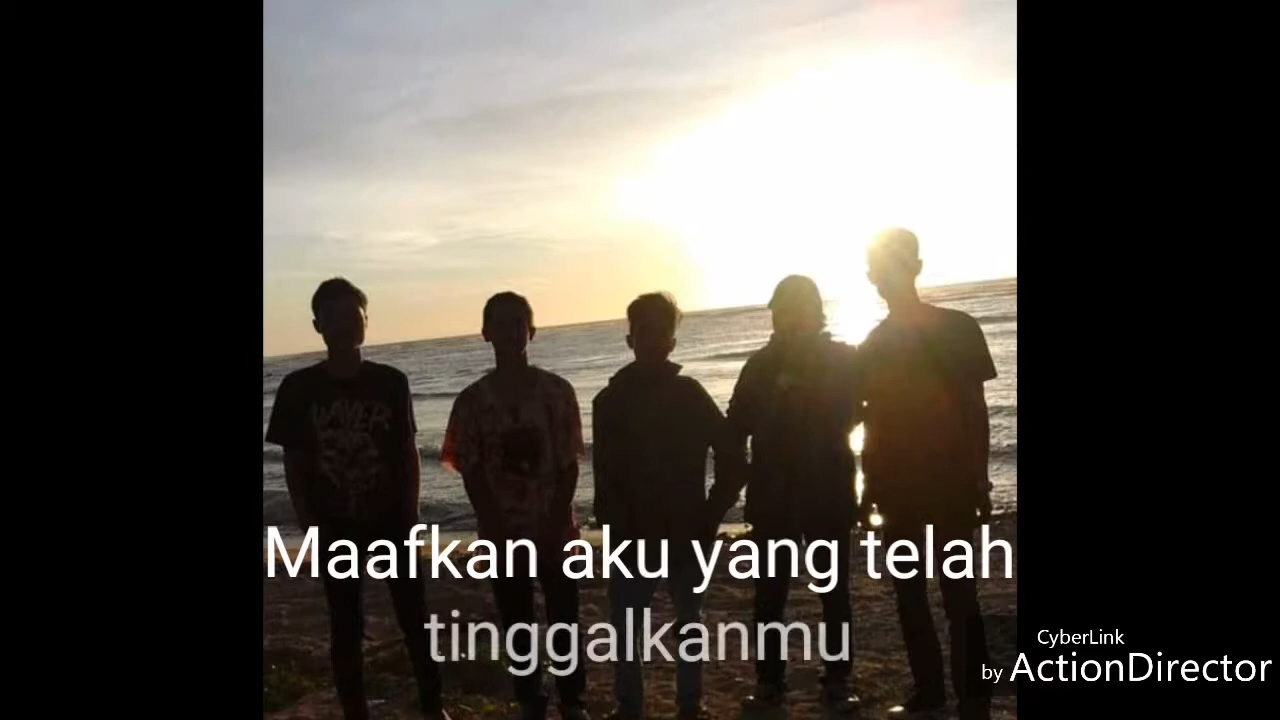 Maafkan aku yang telah
tinggalkanmu
CyberLink
by ActionDirector